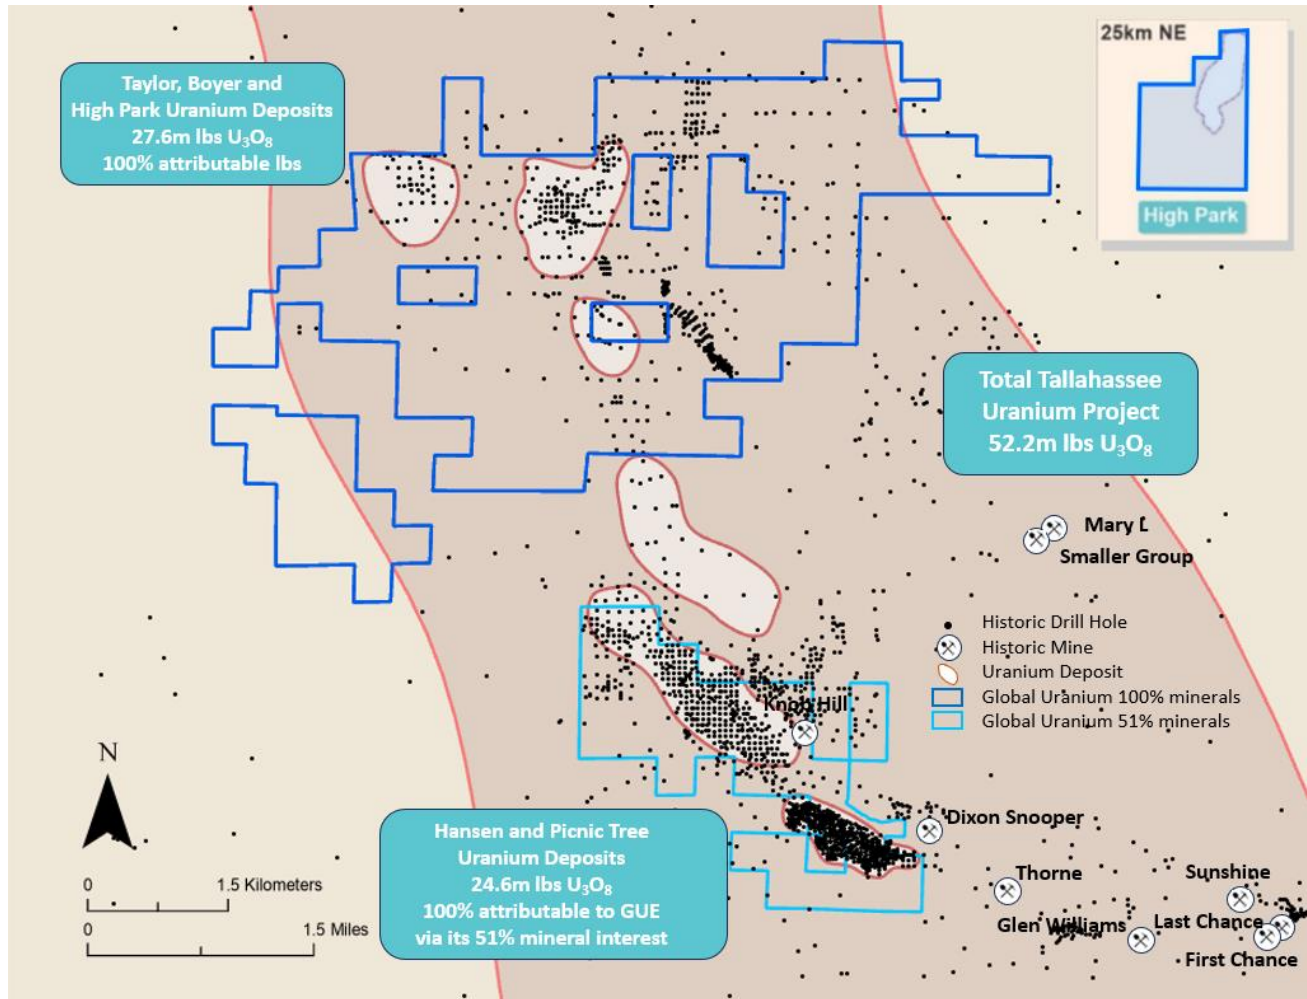 25km NE
High Park
Taylor, Boyer and
High Park Uranium Deposits
27.6m lbs U₃O₈
100% attributable lbs
Total Tallahassee
Uranium Project
52.2m lbs U₃O₈
Mary L
Smaller Group
Historic Drill Hole
Historic Mine
Uranium Deposit
Global Uranium 100% minerals
Global Uranium 51% minerals
Knob Hill
N
Hansen and Picnic Tree
Uranium Deposits
24.6m lbs U₃O₈
100% attributable to GUE
via its 51% mineral interest
Dixon Snooper
Thorne
Sunshine
Glen Williams
Last Chance
First Chance
0 1.5 Kilometers
0 1.5 Miles